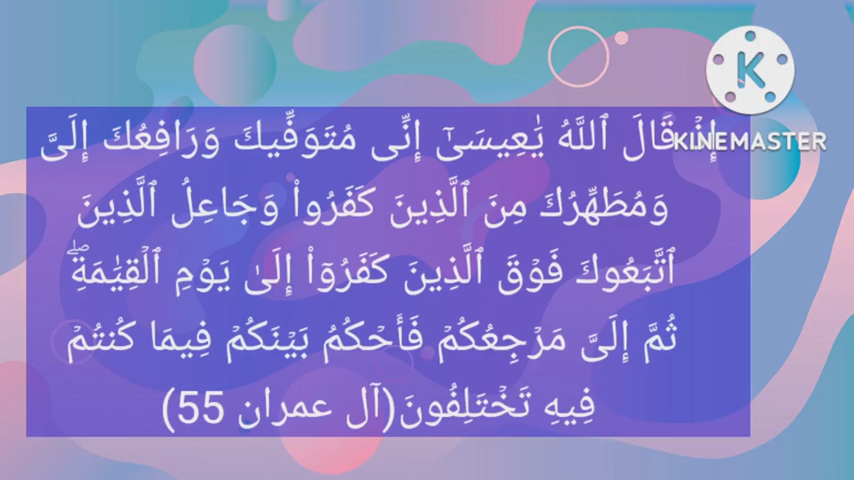 إِذۡ قَالَ ٱللَّهُ يَٰعِيسَىٰٓ إِنِّى مُتَوَفِّيكَ وَرَافِعُكَ إِلَىَّ
KINEMASTER
وَمُطَهِّرُكَ مِنَ ٱلَّذِينَ كَفَرُواْ وَجَاعِلُ ٱلَّذِينَ
ٱتَّبَعُوكَ فَوۡقَ ٱلَّذِينَ كَفَرُوٓاْ إِلَىٰ يَوۡمِ ٱلۡقِيَٰمَةِۖ
ثُمَّ إِلَىَّ مَرۡجِعُكُمۡ فَأَحۡكُمُ بَيۡنَكُمۡ فِيمَا كُنتُمۡ
فِيهِ تَخۡتَلِفُونَ(آل عمران 55)